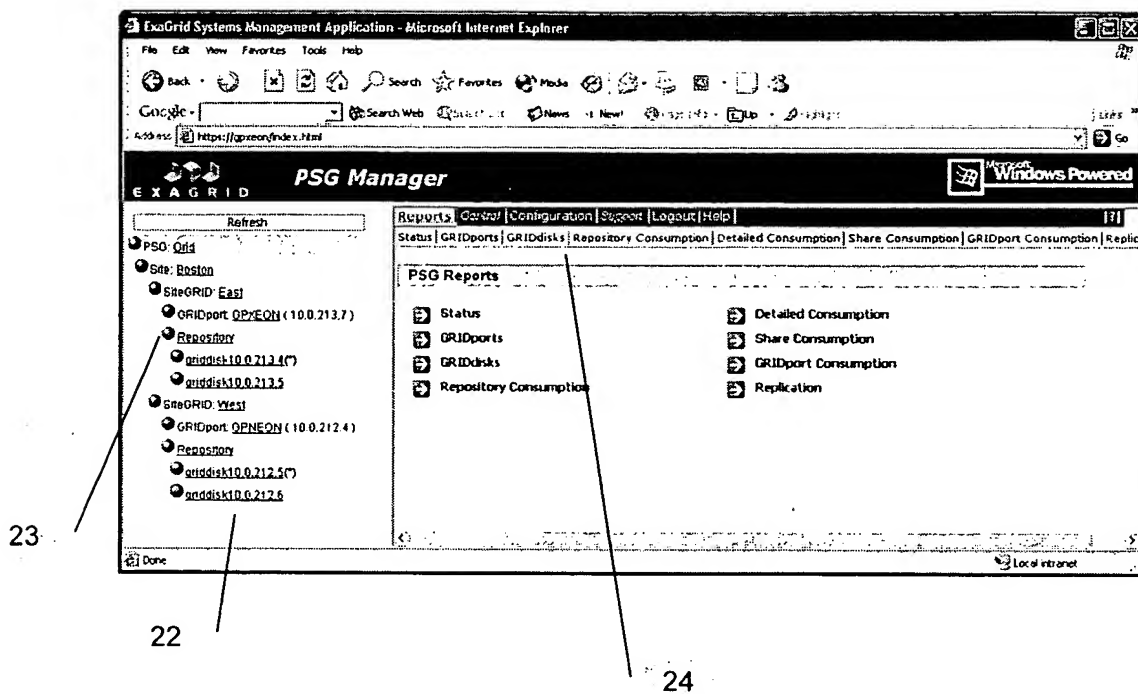 ExaGrid Systems Management Application - Microsoft Internet Explorer
File Edit View Favorites Tools Help
Back Search Favorites Media
Google Search Web News New! Up
Address https://gpxeon/index.html Go
EXAGRID PSG Manager Microsoft Windows Powered
Refresh
Reports Control | Configuration | Support | Logout | Help | [?]
Status | GRIDports | GRIDdisks | Repository Consumption | Detailed Consumption | Share Consumption | GRIDport Consumption | Replic
PSG: Grid
Site: Boston
SiteGRID: East
GRIDport: GPXEON ( 10.0.213.7 )
Repository
griddisk10.0.213.4(*)
griddisk10.0.213.5
SiteGRID: West
GRIDport: GPNEON ( 10.0.212.4 )
Repository
griddisk10.0.212.5(*)
griddisk10.0.212.6
PSG Reports
Status
GRIDports
GRIDdisks
Repository Consumption
Detailed Consumption
Share Consumption
GRIDport Consumption
Replication
Done Local intranet
23
22
24